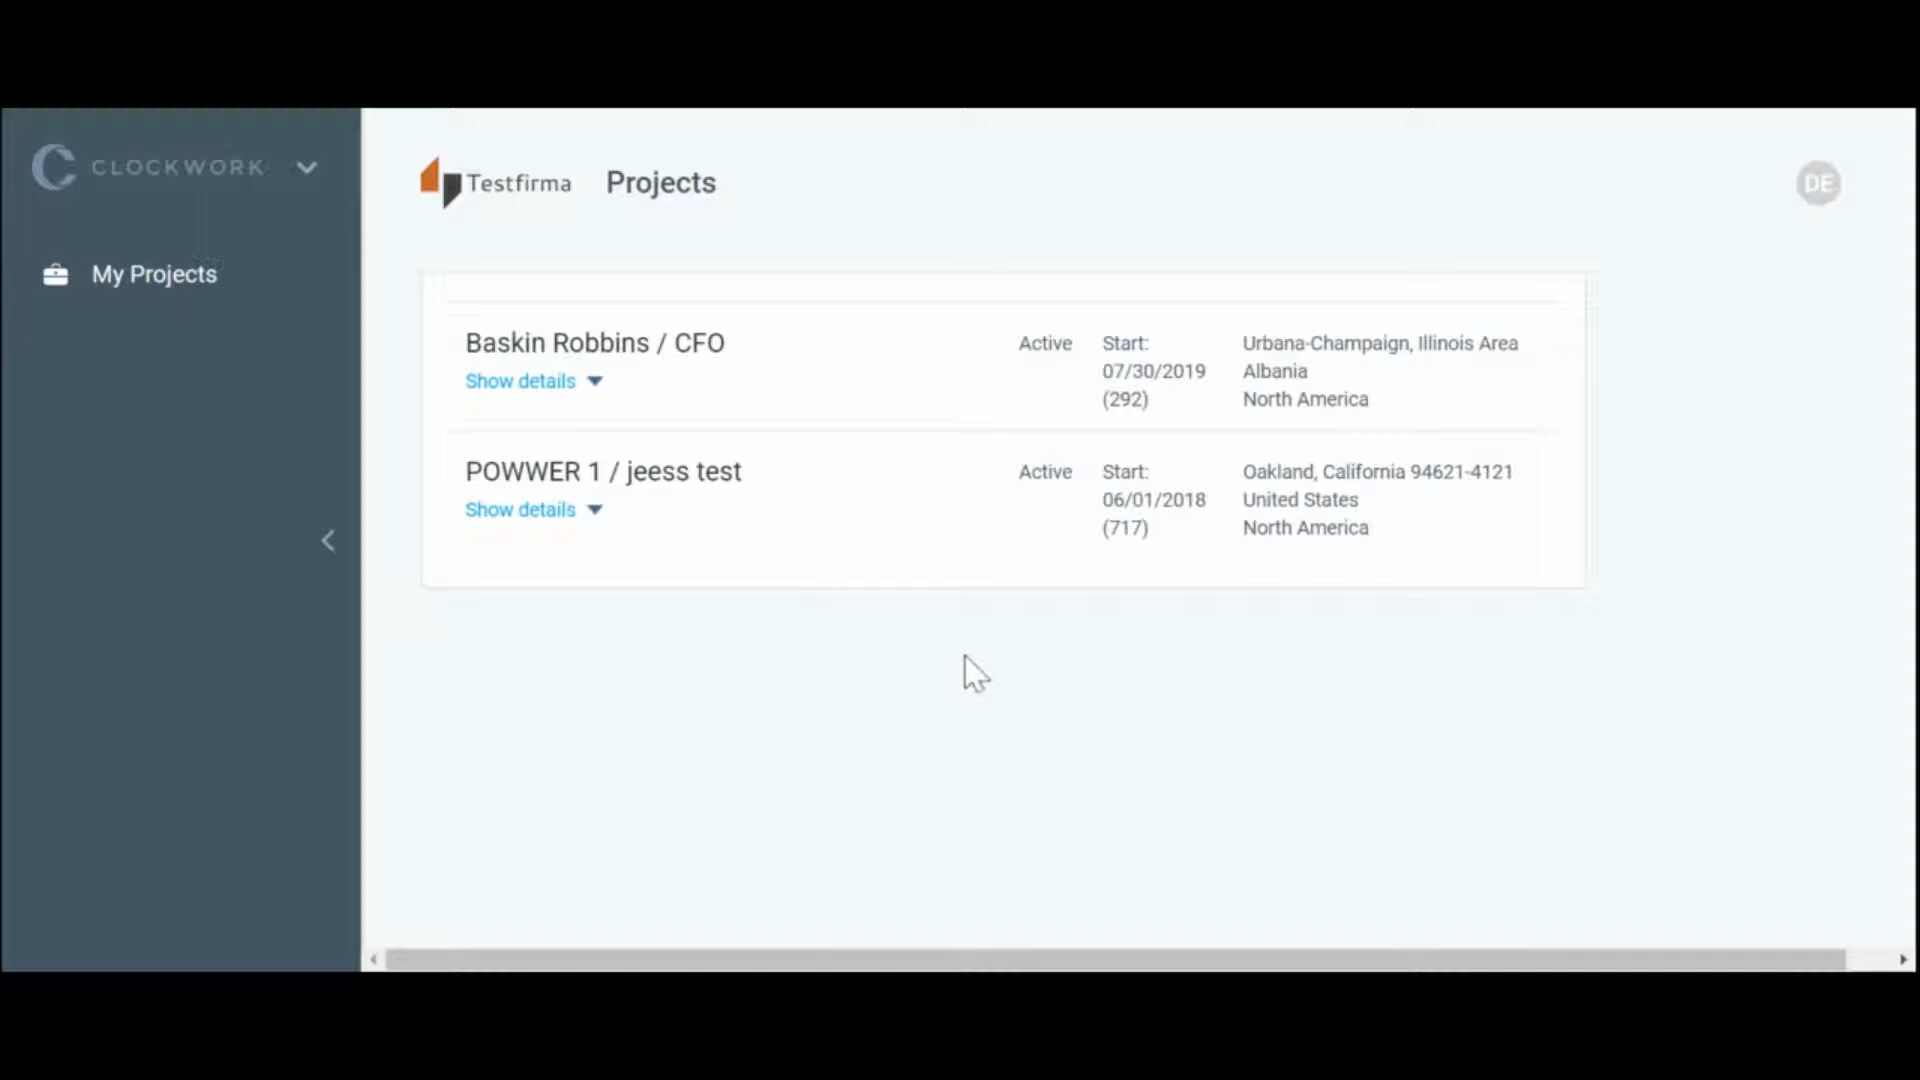 CLOCKWORK
My Projects
Testfirma
Projects
DE
Baskin Robbins / CFO
Show details
Active
Start:
07/30/2019
(292)
Urbana-Champaign, Illinois Area
Albania
North America
POWWER 1 / jeess test
Show details
Active
Start:
06/01/2018
(717)
Oakland, California 94621-4121
United States
North America